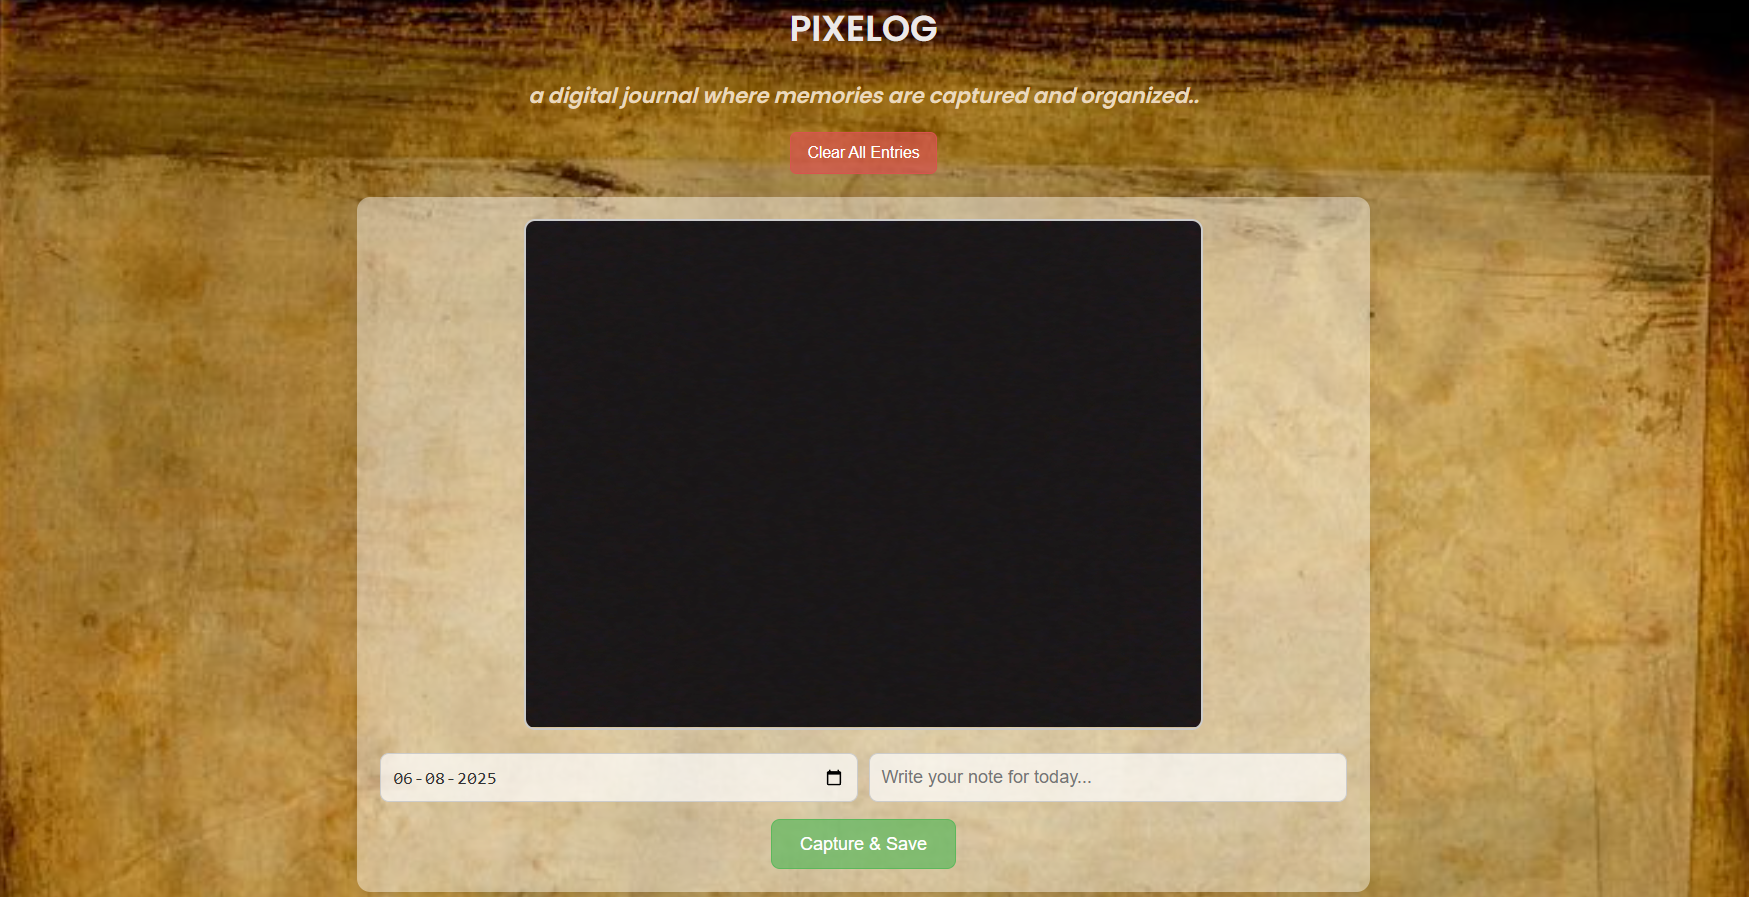 PIXELOG
a digital journal where memories are captured and organized..
Clear All Entries
06-08-2025
Write your note for today...
Capture & Save